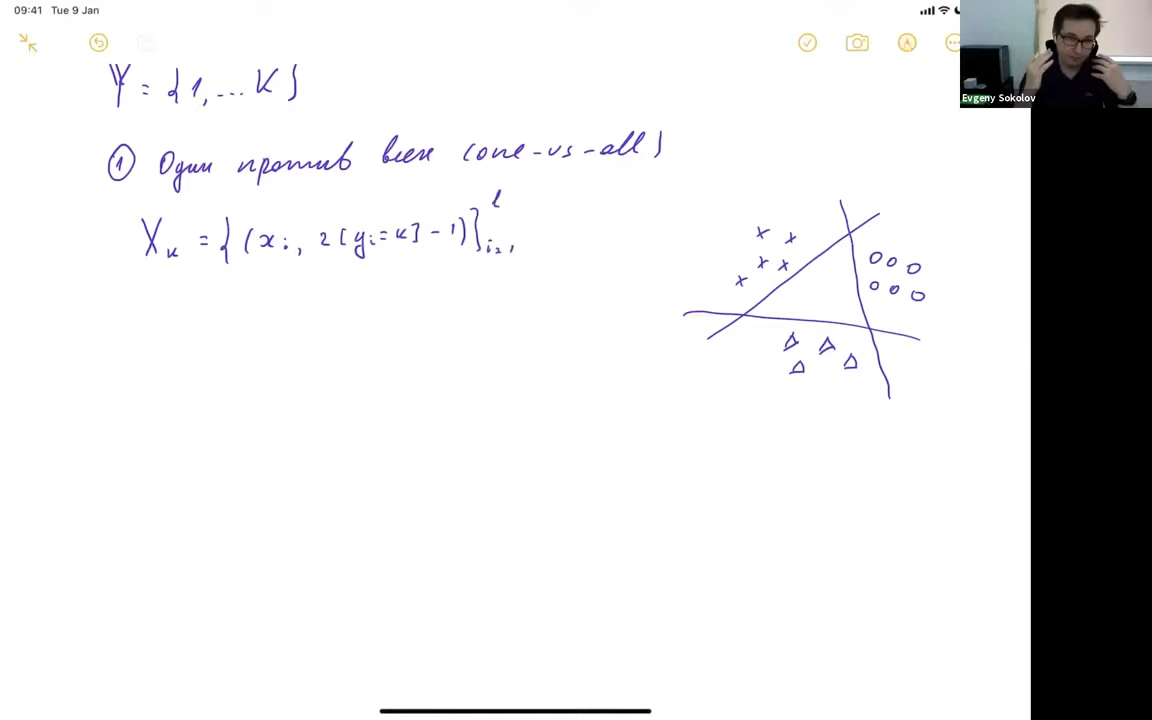 09:41 Tue 9 Jan
Evgeny Sokolov
Y = {1, ... K}
① Один против всех (one-vs-all)
X_k = {(x_i, 2[y_i = k] - 1)}_{i=1}^l